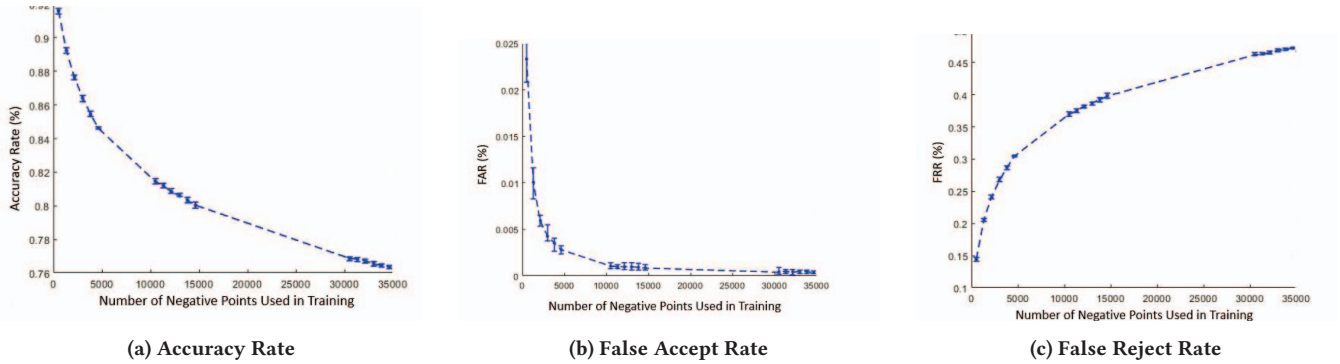 0.92
0.9
0.88
0.86
0.84
0.82
0.8
0.78
0.76
Accuracy Rate (%)
0 5000 10000 15000 20000 25000 30000 35000
Number of Negative Points Used in Training
(a) Accuracy Rate
0.025
0.02
0.015
0.01
0.005
0
FAR (%)
0 5000 10000 15000 20000 25000 30000 35000
Number of Negative Points Used in Training
(b) False Accept Rate
0.5
0.45
0.4
0.35
0.3
0.25
0.2
0.15
0.1
FRR (%)
0 5000 10000 15000 20000 25000 30000 35000
Number of Negative Points Used in Training
(c) False Reject Rate